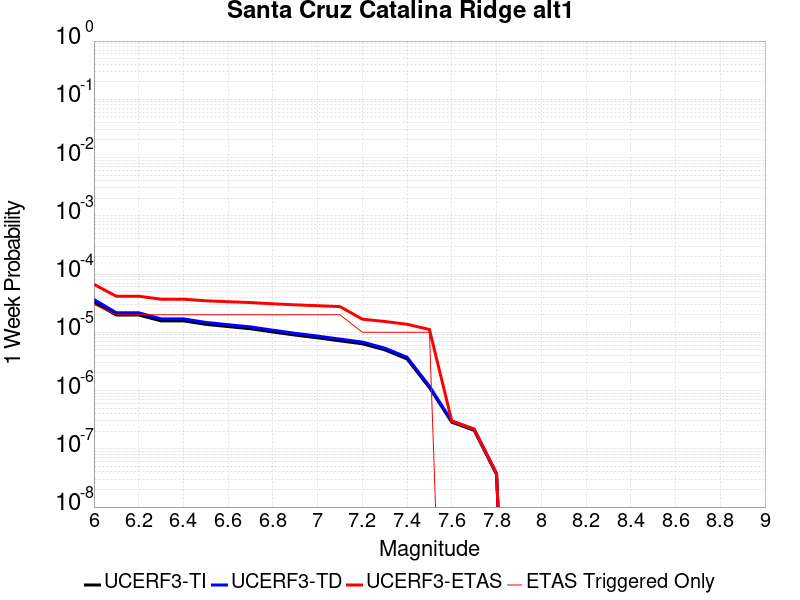 Santa Cruz Catalina Ridge alt1
10^0
10^-1
10^-2
10^-3
10^-4
10^-5
10^-6
10^-7
10^-8
1 Week Probability
6 6.2 6.4 6.6 6.8 7 7.2 7.4 7.6 7.8 8 8.2 8.4 8.6 8.8 9
Magnitude
UCERF3-TI UCERF3-TD UCERF3-ETAS ETAS Triggered Only